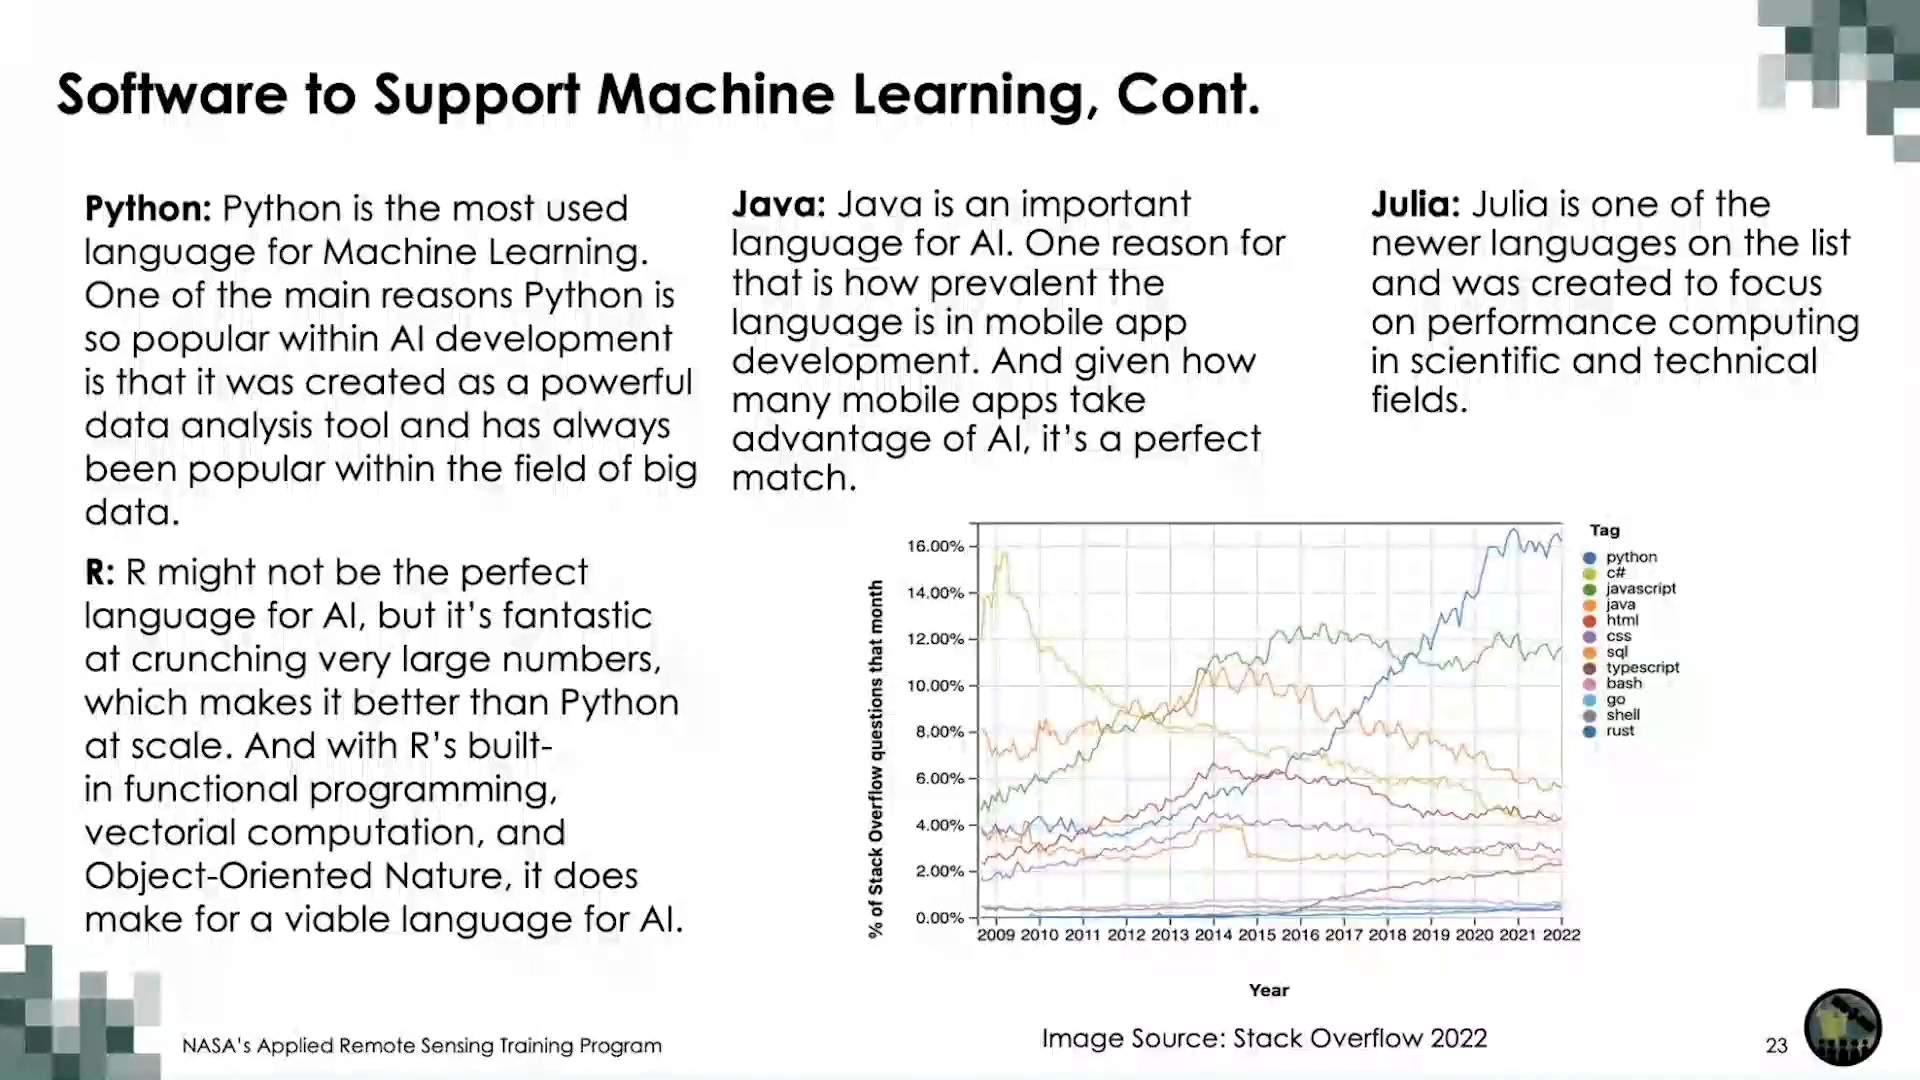 Software to Support Machine Learning, Cont.
Python: Python is the most used
language for Machine Learning.
One of the main reasons Python is
so popular within AI development
is that it was created as a powerful
data analysis tool and has always
been popular within the field of big
data.
R: R might not be the perfect
language for AI, but it's fantastic
at crunching very large numbers,
which makes it better than Python
at scale. And with R's built-
in functional programming,
vectorial computation, and
Object-Oriented Nature, it does
make for a viable language for AI.
Java: Java is an important
language for AI. One reason for
that is how prevalent the
language is in mobile app
development. And given how
many mobile apps take
advantage of AI, it's a perfect
match.
Julia: Julia is one of the
newer languages on the list
and was created to focus
on performance computing
in scientific and technical
fields.
% of Stack Overflow questions that month
16.00%
14.00%
12.00%
10.00%
8.00%
6.00%
4.00%
2.00%
0.00%
2009 2010 2011 2012 2013 2014 2015 2016 2017 2018 2019 2020 2021 2022
Year
Tag
python
c#
javascript
java
html
css
sql
typescript
bash
go
shell
rust
Image Source: Stack Overflow 2022
NASA's Applied Remote Sensing Training Program
23